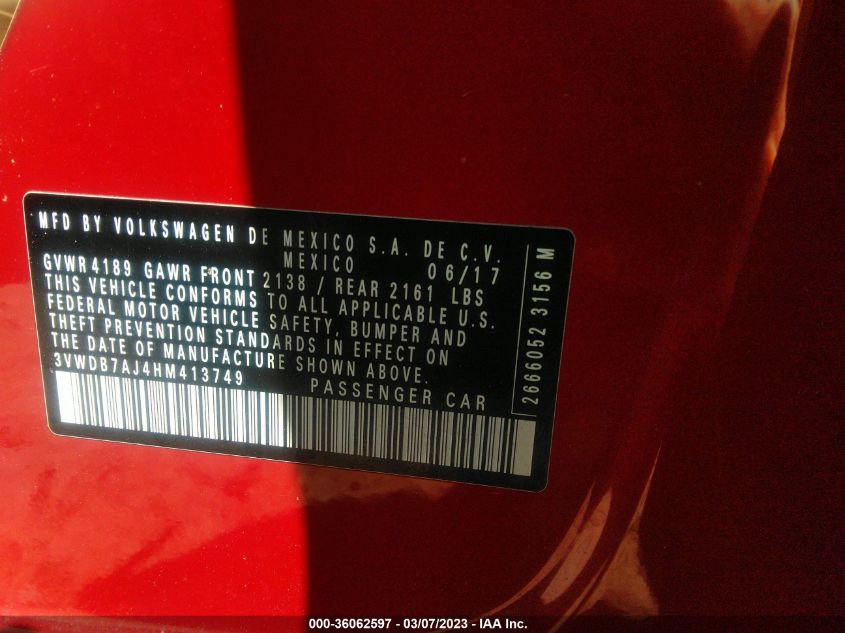 MFD BY VOLKSWAGEN DE MEXICO S.A. DE C.V.
MEXICO 06/17
GVWR 4189 GAWR FRONT 2138 / REAR 2161 LBS
THIS VEHICLE CONFORMS TO ALL APPLICABLE U.S.
FEDERAL MOTOR VEHICLE SAFETY, BUMPER AND
THEFT PREVENTION STANDARDS IN EFFECT ON
THE DATE OF MANUFACTURE SHOWN ABOVE.
3VWDB7AJ4HM413749 PASSENGER CAR
2666052 3156 M
000-36062597 - 03/07/2023 - IAA Inc.